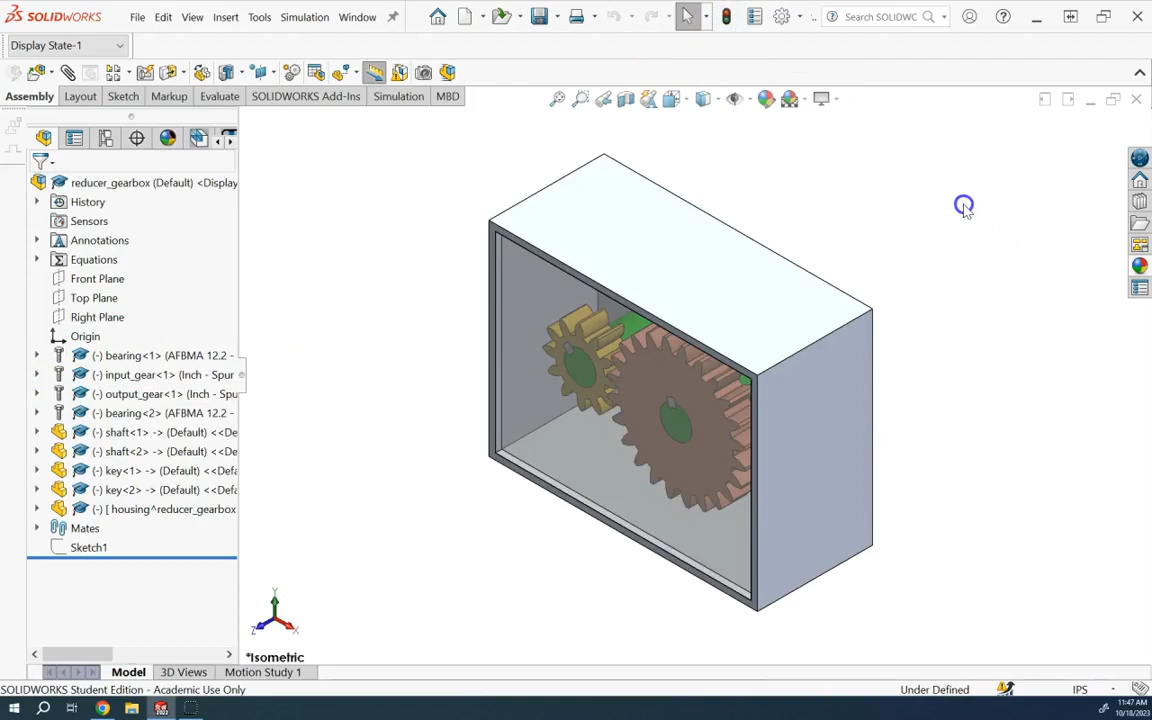 SOLIDWORKS File Edit View Insert Tools Simulation Window Search SOLIDWC
Display State-1
Assembly Layout Sketch Markup Evaluate SOLIDWORKS Add-Ins Simulation MBD
reducer_gearbox (Default) <Display
History
Sensors
Annotations
Equations
Front Plane
Top Plane
Right Plane
Origin
(-) bearing<1> (AFBMA 12.2 -
(-) input_gear<1> (Inch - Spur
(-) output_gear<1> (Inch - Spu
(-) bearing<2> (AFBMA 12.2 -
(-) shaft<1> -> (Default) <<De
(-) shaft<2> -> (Default) <<De
(-) key<1> -> (Default) <<Defa
(-) key<2> -> (Default) <<Defa
(-) [ housing^reducer_gearbox
Mates
Sketch1
Y
Z X
*Isometric
Model 3D Views Motion Study 1
SOLIDWORKS Student Edition - Academic Use Only Under Defined IPS
11:47 AM
10/18/2023